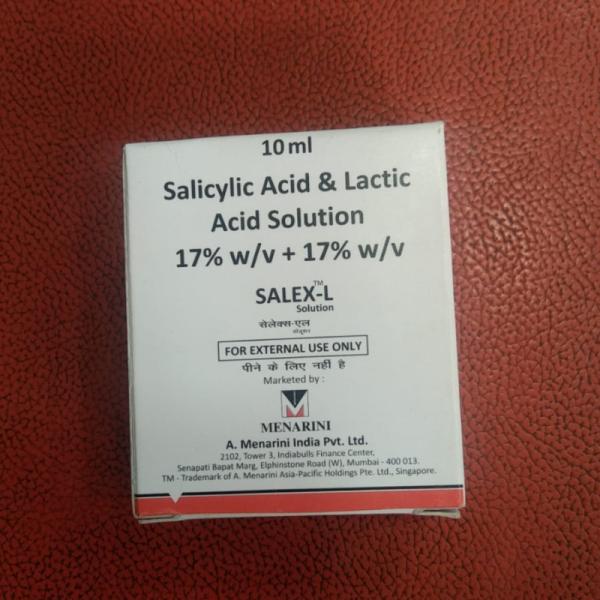 10 ml
Salicylic Acid & Lactic
Acid Solution
17% w/v + 17% w/v
SALEX-L™
Solution
सेलेक्स-एल
सोलूशन
FOR EXTERNAL USE ONLY
पीने के लिए नहीं है
Marketed by :
MENARINI
A. Menarini India Pvt. Ltd.
2102, Tower 3, Indiabulls Finance Center,
Senapati Bapat Marg, Elphinstone Road (W), Mumbai - 400 013.
TM - Trademark of A. Menarini Asia-Pacific Holdings Pte. Ltd., Singapore.